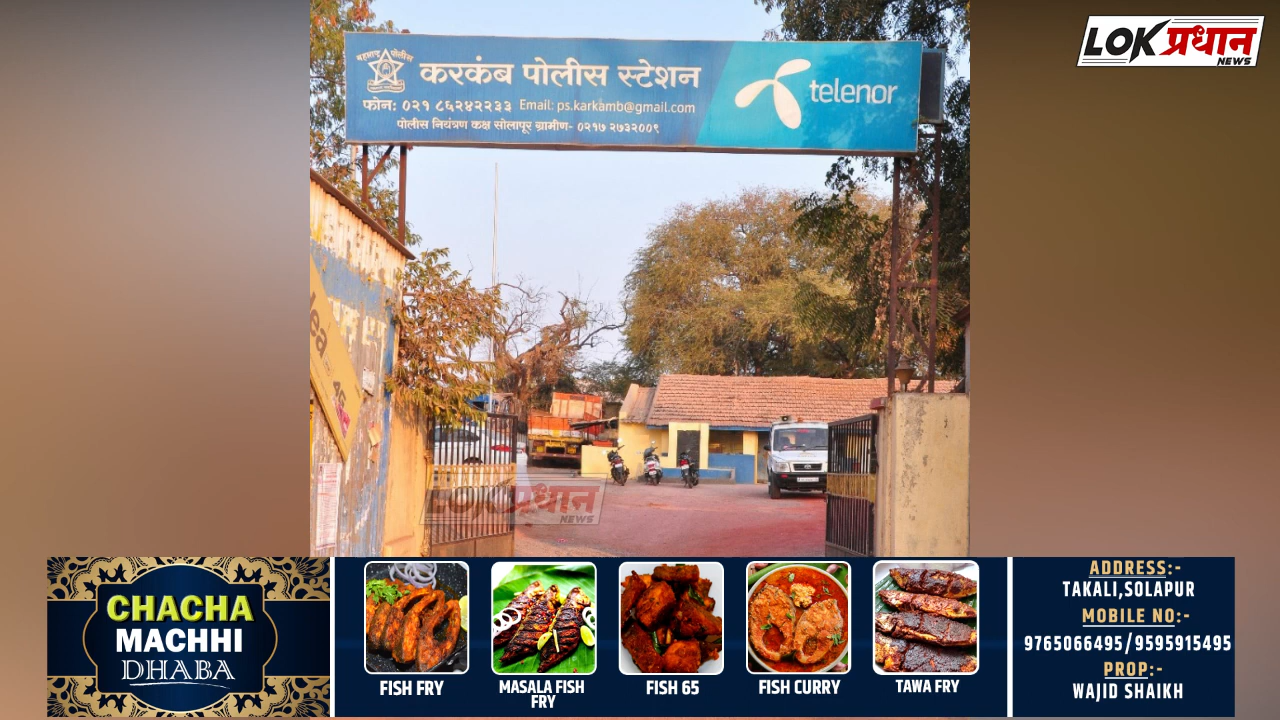 LOKप्रधान
NEWS
महाराष्ट्र पोलीस
करकंब पोलीस स्टेशन
फोन: ०२१ ८६२४२२३३ Email: ps.karkamb@gmail.com
पोलीस नियंत्रण कक्ष सोलापूर ग्रामीण- ०२१७ २७३२००९
telenor
LOKप्रधान
NEWS
CHACHA
MACHHI
DHABA
FISH FRY
MASALA FISH
FRY
FISH 65
FISH CURRY
TAWA FRY
ADDRESS:-
TAKALI,SOLAPUR
MOBILE NO:-
9765066495/9595915495
PROP:-
WAJID SHAIKH